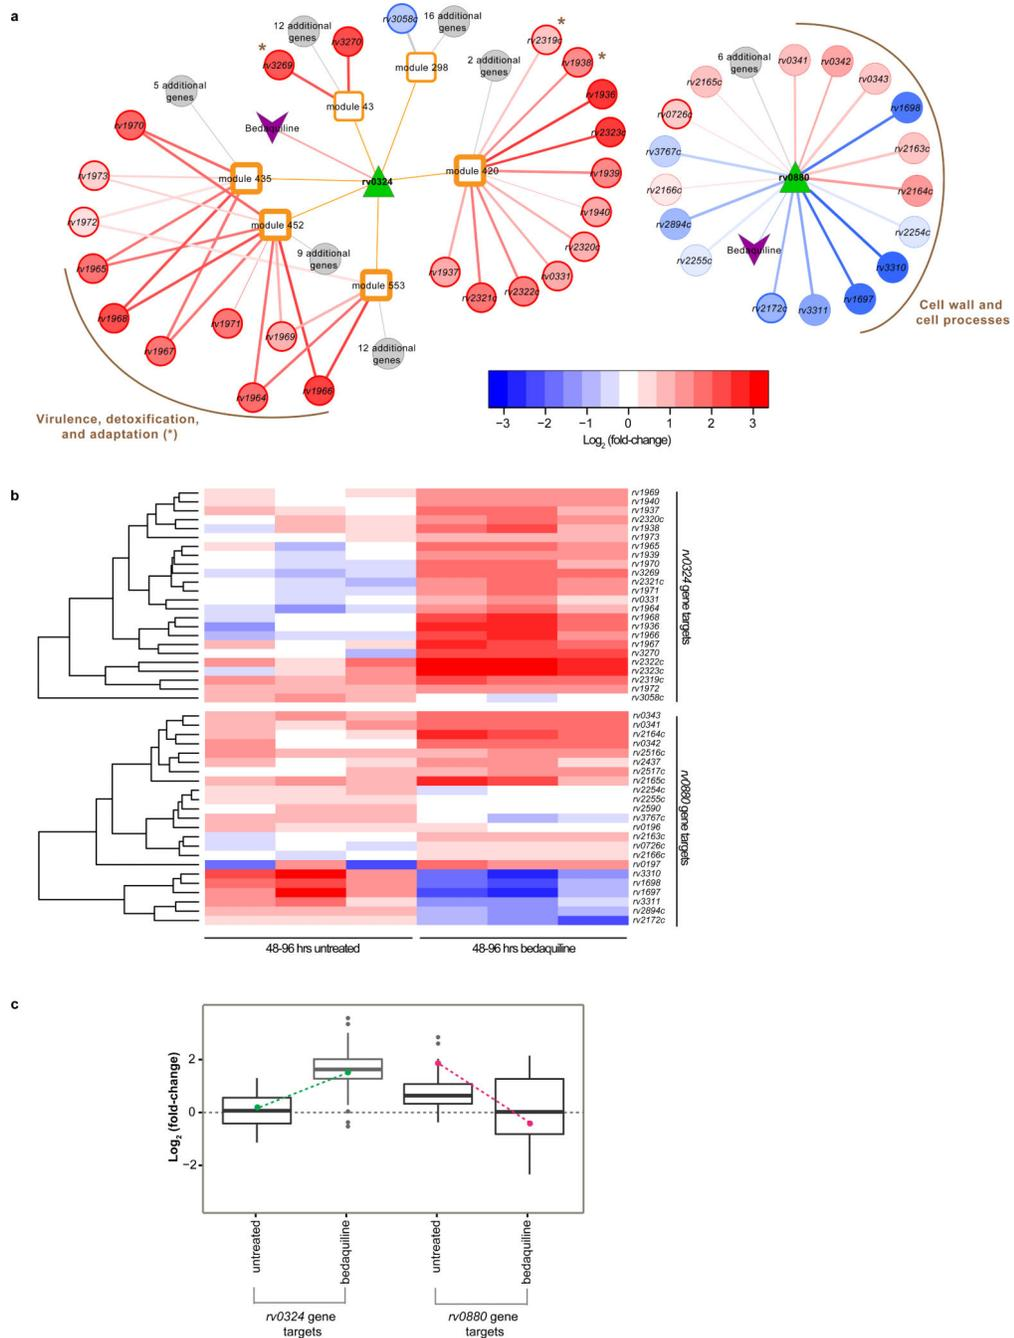 a
12 additional
genes
rv3270
rv3269
*
module 43
rv3058c
16 additional
genes
module 298
5 additional
genes
Bedaquiline
rv0324
rv1970
rv1973
rv1972
rv1965
rv1968
rv1967
rv1971
rv1969
rv1964
rv1966
module 435
module 452
9 additional
genes
module 553
12 additional
genes
module 420
2 additional
genes
rv2319c
*
rv1938
*
rv1936
rv2323c
rv1939
rv1940
rv2320c
rv0331
rv2322c
rv2321c
rv1937
Virulence, detoxification,
and adaptation (*)
6 additional
genes
rv0341
rv0342
rv0343
rv1698
rv2163c
rv2164c
rv2254c
rv3310
rv1697
rv3311
rv2172c
rv2255c
rv2894c
rv2166c
rv3767c
rv0726c
rv2165c
rv0880
Bedaquiline
Cell wall and
cell processes
−3 −2 −1 0 1 2 3
Log2 (fold-change)
b
rv1969
rv1940
rv1937
rv2320c
rv1938
rv1973
rv1965
rv1939
rv1970
rv3269
rv2321c
rv1971
rv0331
rv1964
rv1968
rv1936
rv1966
rv1967
rv3270
rv2322c
rv2323c
rv2319c
rv1972
rv3058c
rv0324 gene targets
rv0343
rv0341
rv2164c
rv0342
rv2516c
rv2437
rv2517c
rv2165c
rv2254c
rv2255c
rv2590
rv3767c
rv0196
rv2163c
rv0726c
rv2166c
rv0197
rv3310
rv1698
rv1697
rv3311
rv2894c
rv2172c
rv0880 gene targets
48-96 hrs untreated
48-96 hrs bedaquiline
c
Log2 (fold-change)
2
0
−2
untreated
bedaquiline
untreated
bedaquiline
rv0324 gene
targets
rv0880 gene
targets